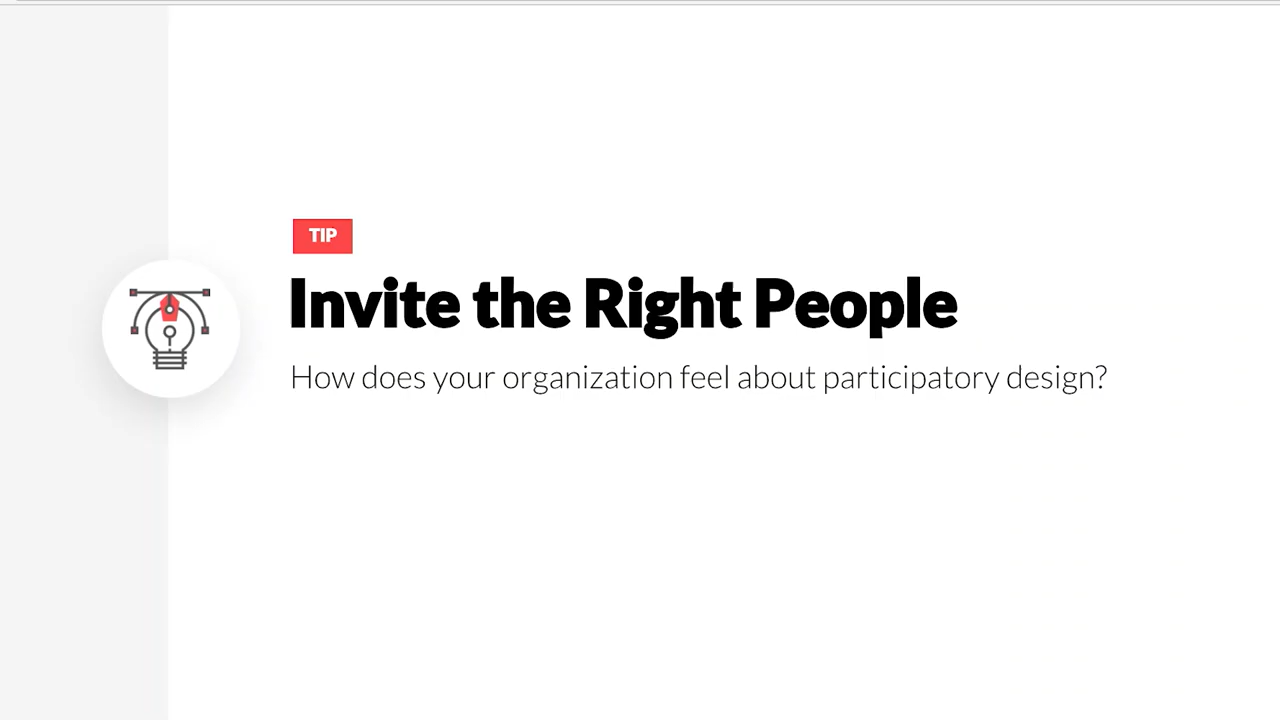 TIP
Invite the Right People
How does your organization feel about participatory design?